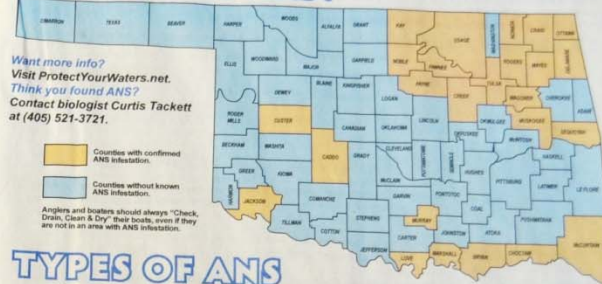 CIMARRON
TEXAS
BEAVER
HARPER
WOODS
ALFALFA
GRANT
KAY
OSAGE
WASHINGTON
NOWATA
CRAIG
OTTAWA
ELLIS
WOODWARD
MAJOR
GARFIELD
NOBLE
PAWNEE
ROGERS
MAYES
DELAWARE
Want more info?
Visit ProtectYourWaters.net.
Think you found ANS?
Contact biologist Curtis Tackett
at (405) 521-3721.
DEWEY
BLAINE
KINGFISHER
LOGAN
PAYNE
CREEK
TULSA
WAGONER
CHEROKEE
ADAIR
ROGER
MILLS
CUSTER
CANADIAN
OKLAHOMA
LINCOLN
OKMULGEE
MUSKOGEE
SEQUOYAH
Counties with confirmed
ANS infestation.
BECKHAM
WASHITA
CADDO
GRADY
CLEVELAND
POTTAWATOMIE
SEMINOLE
OKFUSKEE
MCINTOSH
HASKELL
Counties without known
ANS infestation.
HARMON
GREER
KIOWA
MCCLAIN
HUGHES
PITTSBURG
LATIMER
LEFLORE
Anglers and boaters should always "Check,
Drain, Clean & Dry" their boats, even if they
are not in an area with ANS infestation.
JACKSON
COMANCHE
GARVIN
PONTOTOC
COAL
TILLMAN
COTTON
STEPHENS
MURRAY
JOHNSTON
ATOKA
PUSHMATAHA
MCCURTAIN
JEFFERSON
CARTER
LOVE
MARSHALL
BRYAN
CHOCTAW
TYPES OF ANS